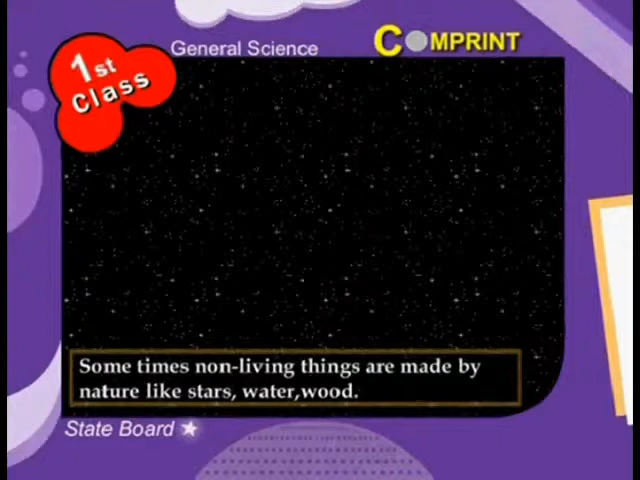 1st
Class
General Science
COMPRINT
Some times non-living things are made by
nature like stars, water,wood.
State Board